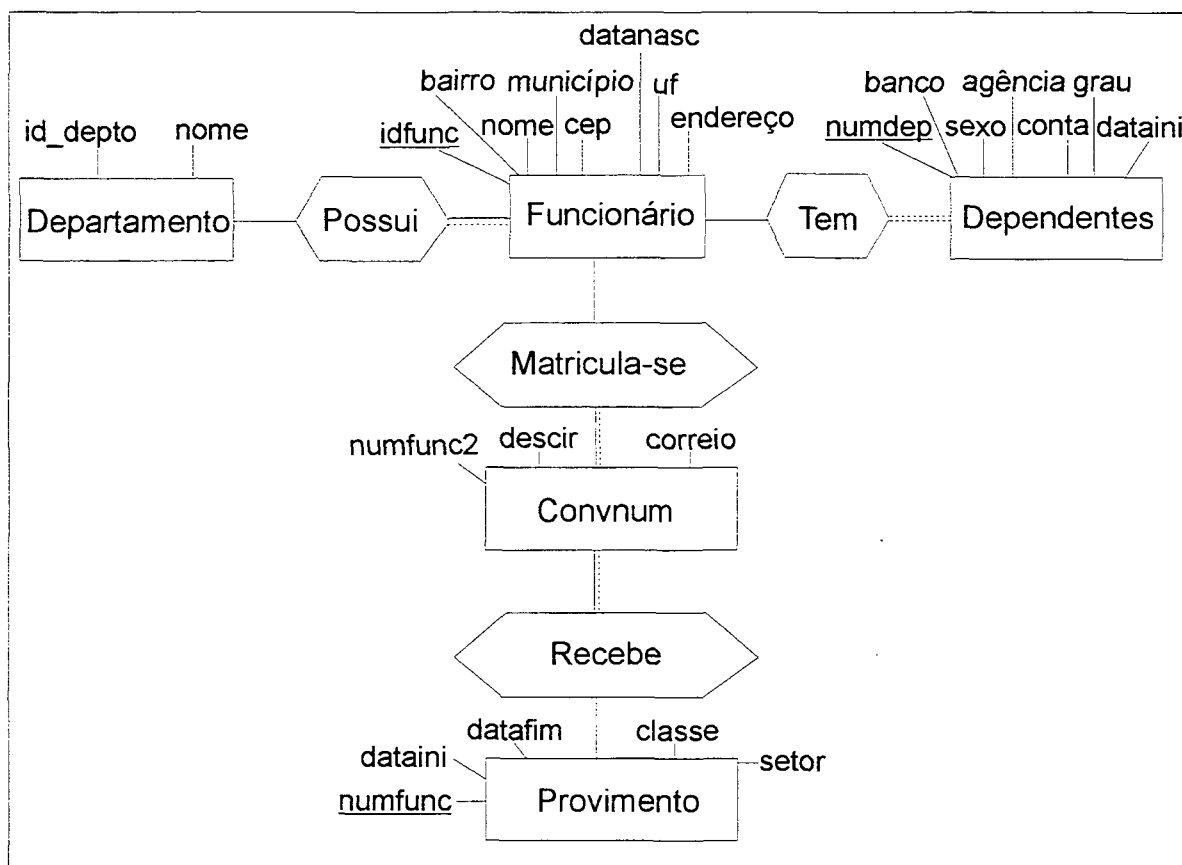 datanasc
bairro município uf banco agência grau
id_depto nome idfunc nome cep endereço numdep sexo conta dataini
Departamento Possui Funcionário Tem Dependentes
Matricula-se
numfunc2 descir correio
Convnum
Recebe
datafim classe
dataini setor
numfunc Provimento